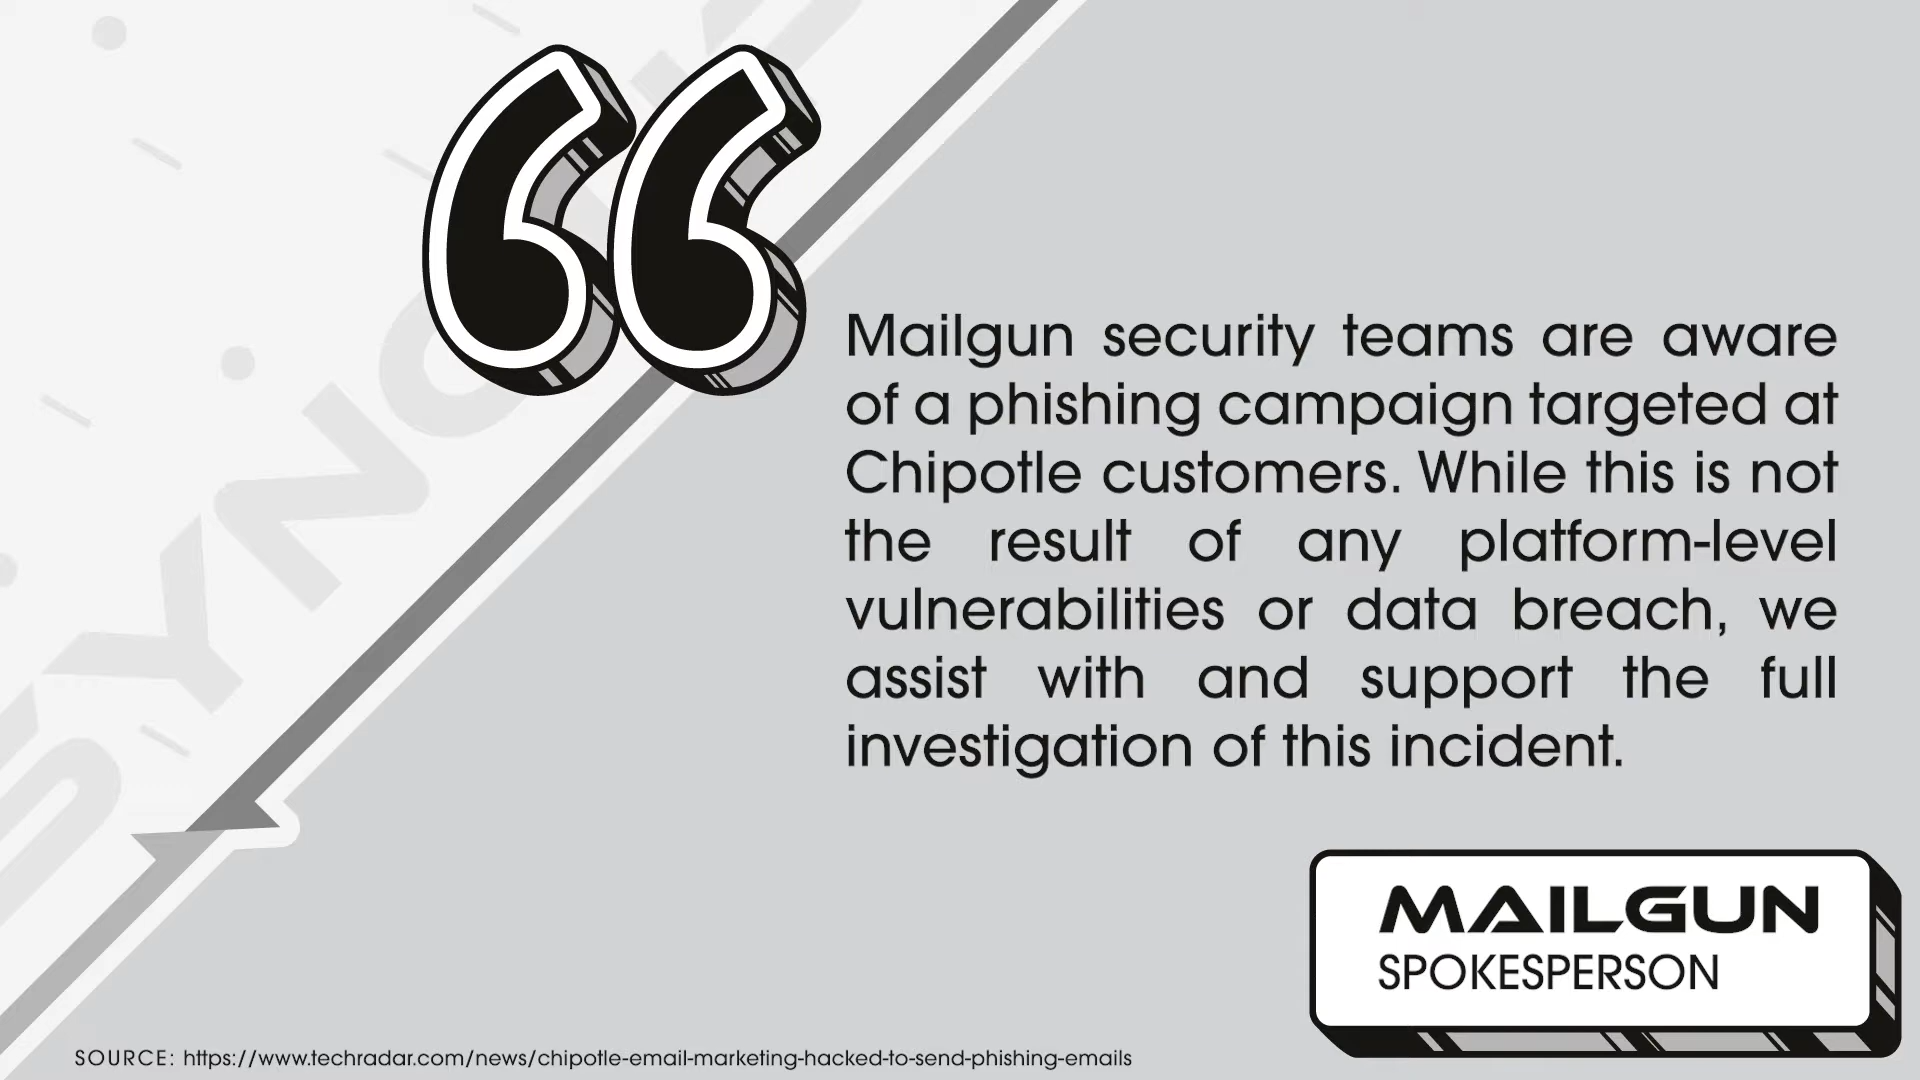 Mailgun security teams are aware
of a phishing campaign targeted at
Chipotle customers. While this is not
the result of any platform-level
vulnerabilities or data breach, we
assist with and support the full
investigation of this incident.
MAILGUN
SPOKESPERSON
SOURCE: https://www.techradar.com/news/chipotle-email-marketing-hacked-to-send-phishing-emails